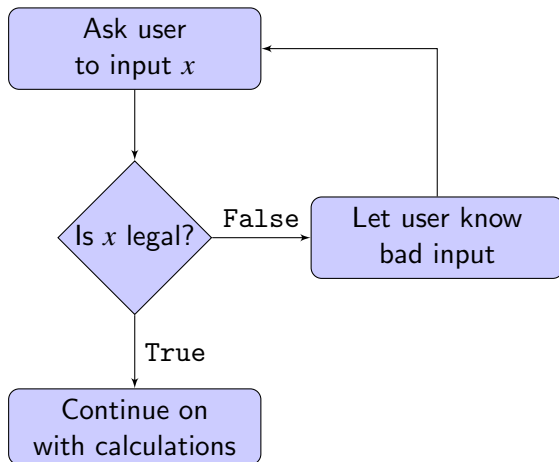 Ask user
to input x
Is x legal?
False
Let user know
bad input
True
Continue on
with calculations